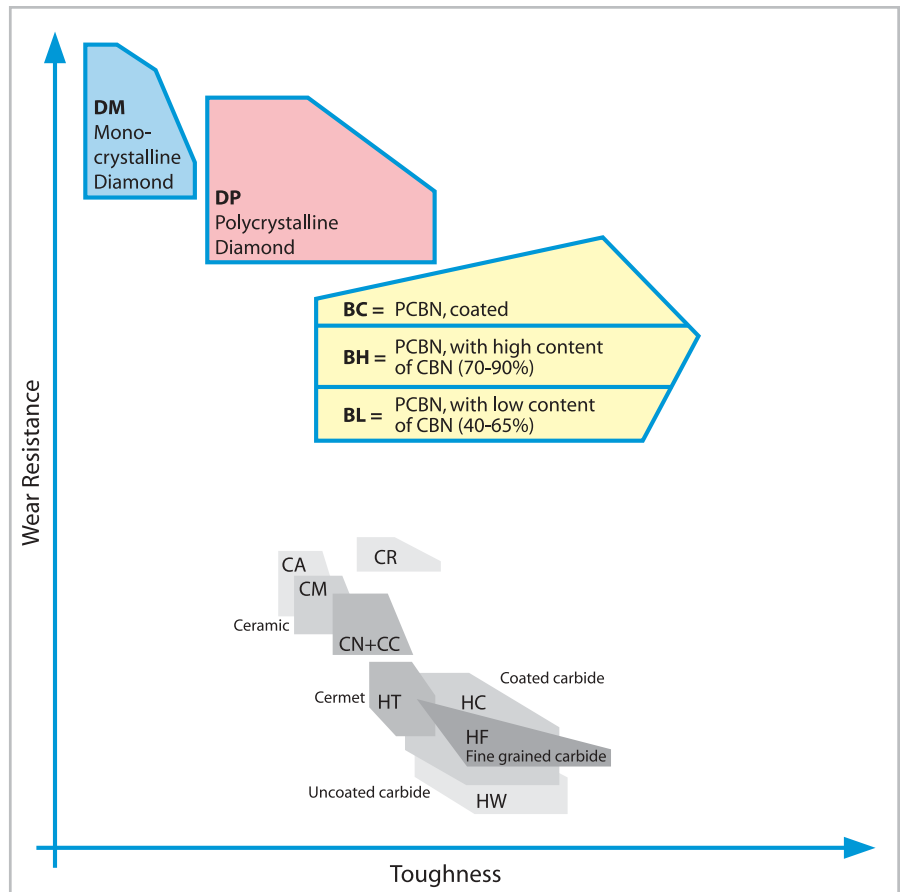 DM
Mono-
crystalline
Diamond
DP
Polycrystalline
Diamond
BC = PCBN, coated
BH = PCBN, with high content
of CBN (70-90%)
BL = PCBN, with low content
of CBN (40-65%)
Wear Resistance
CR
CA
CM
Ceramic
CN+CC
Coated carbide
Cermet
HT
HC
HF
Fine grained carbide
Uncoated carbide
HW
Toughness